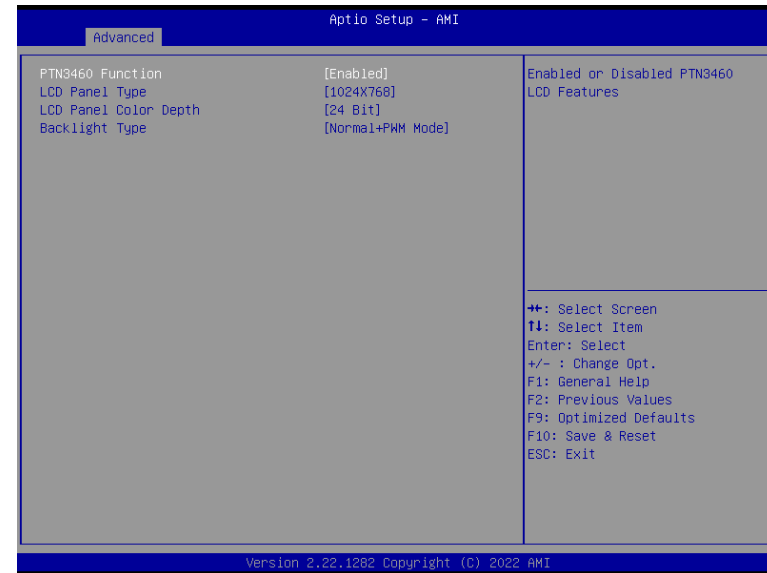 Aptio Setup – AMI
Advanced
PTN3460 Function [Enabled]
LCD Panel Type [1024X768]
LCD Panel Color Depth [24 Bit]
Backlight Type [Normal+PWM Mode]
Enabled or Disabled PTN3460
LCD Features
→←: Select Screen
↑↓: Select Item
Enter: Select
+/- : Change Opt.
F1: General Help
F2: Previous Values
F9: Optimized Defaults
F10: Save & Reset
ESC: Exit
Version 2.22.1282 Copyright (C) 2022 AMI